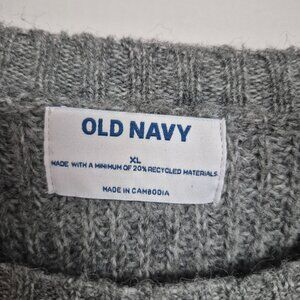 OLD NAVY
XL
MADE WITH A MINIMUM OF 20% RECYCLED MATERIALS
MADE IN CAMBODIA